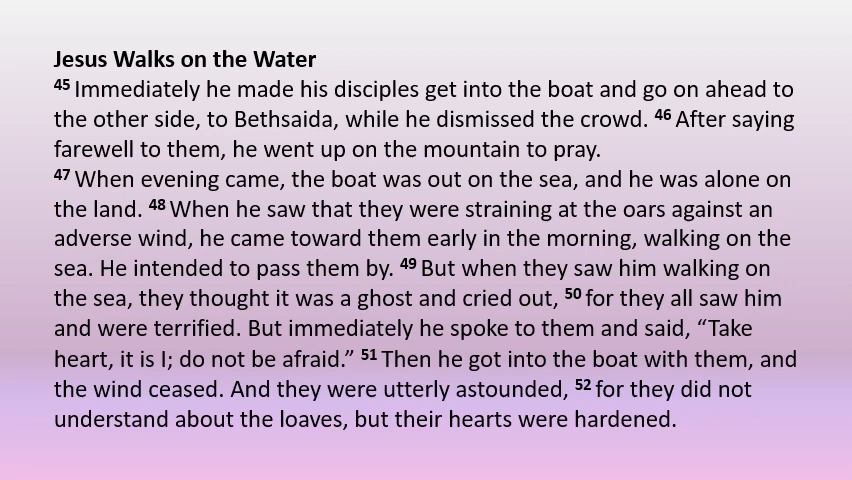 Jesus Walks on the Water
45 Immediately he made his disciples get into the boat and go on ahead to
the other side, to Bethsaida, while he dismissed the crowd. 46 After saying
farewell to them, he went up on the mountain to pray.
47 When evening came, the boat was out on the sea, and he was alone on
the land. 48 When he saw that they were straining at the oars against an
adverse wind, he came toward them early in the morning, walking on the
sea. He intended to pass them by. 49 But when they saw him walking on
the sea, they thought it was a ghost and cried out, 50 for they all saw him
and were terrified. But immediately he spoke to them and said, “Take
heart, it is I; do not be afraid.” 51 Then he got into the boat with them, and
the wind ceased. And they were utterly astounded, 52 for they did not
understand about the loaves, but their hearts were hardened.